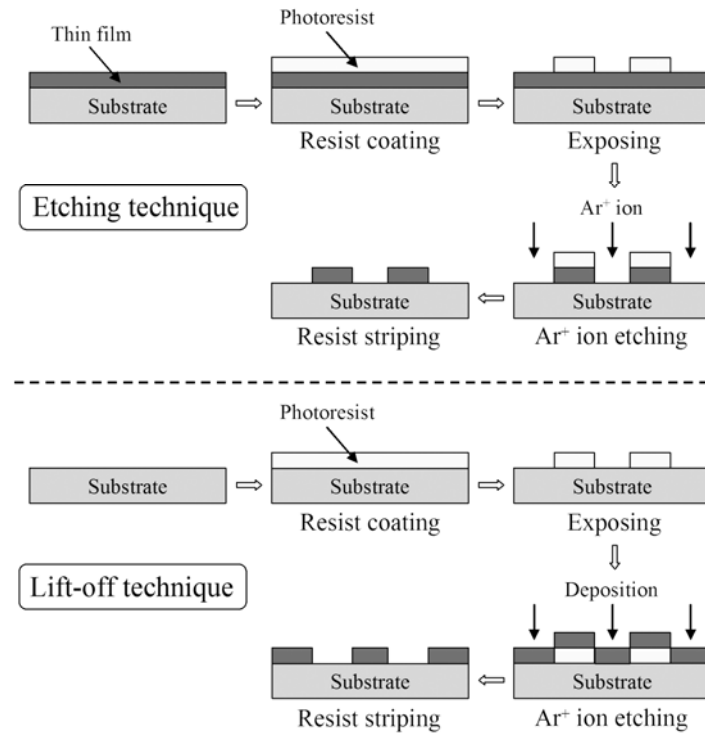 Photoresist
Thin film
Substrate
Substrate
Substrate
Resist coating
Exposing
Etching technique
Ar⁺ ion
Substrate
Substrate
Resist striping
Ar⁺ ion etching
Photoresist
Substrate
Substrate
Substrate
Resist coating
Exposing
Lift-off technique
Deposition
Substrate
Substrate
Resist striping
Ar⁺ ion etching